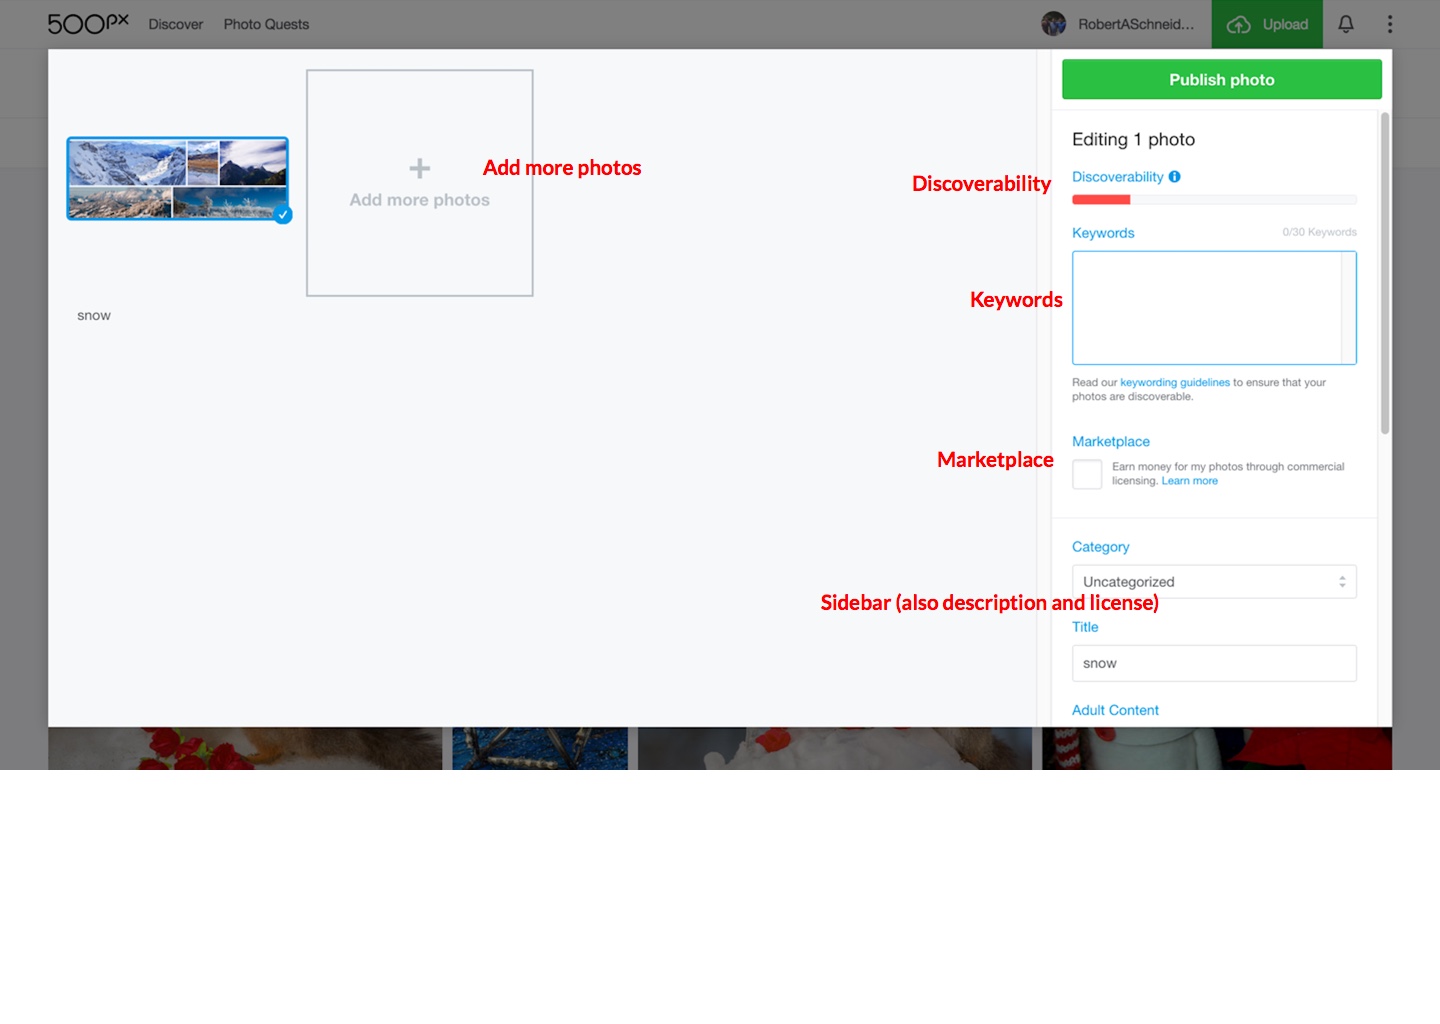 500px
Discover
Photo Quests
RobertASchneid...
Upload
Publish photo
Editing 1 photo
Add more photos
Add more photos
snow
Discoverability
Discoverability
Keywords
0/30 Keywords
Keywords
Read our keywording guidelines to ensure that your
photos are discoverable.
Marketplace
Marketplace
Earn money for my photos through commercial
licensing. Learn more
Category
Uncategorized
Sidebar (also description and license)
Title
snow
Adult Content